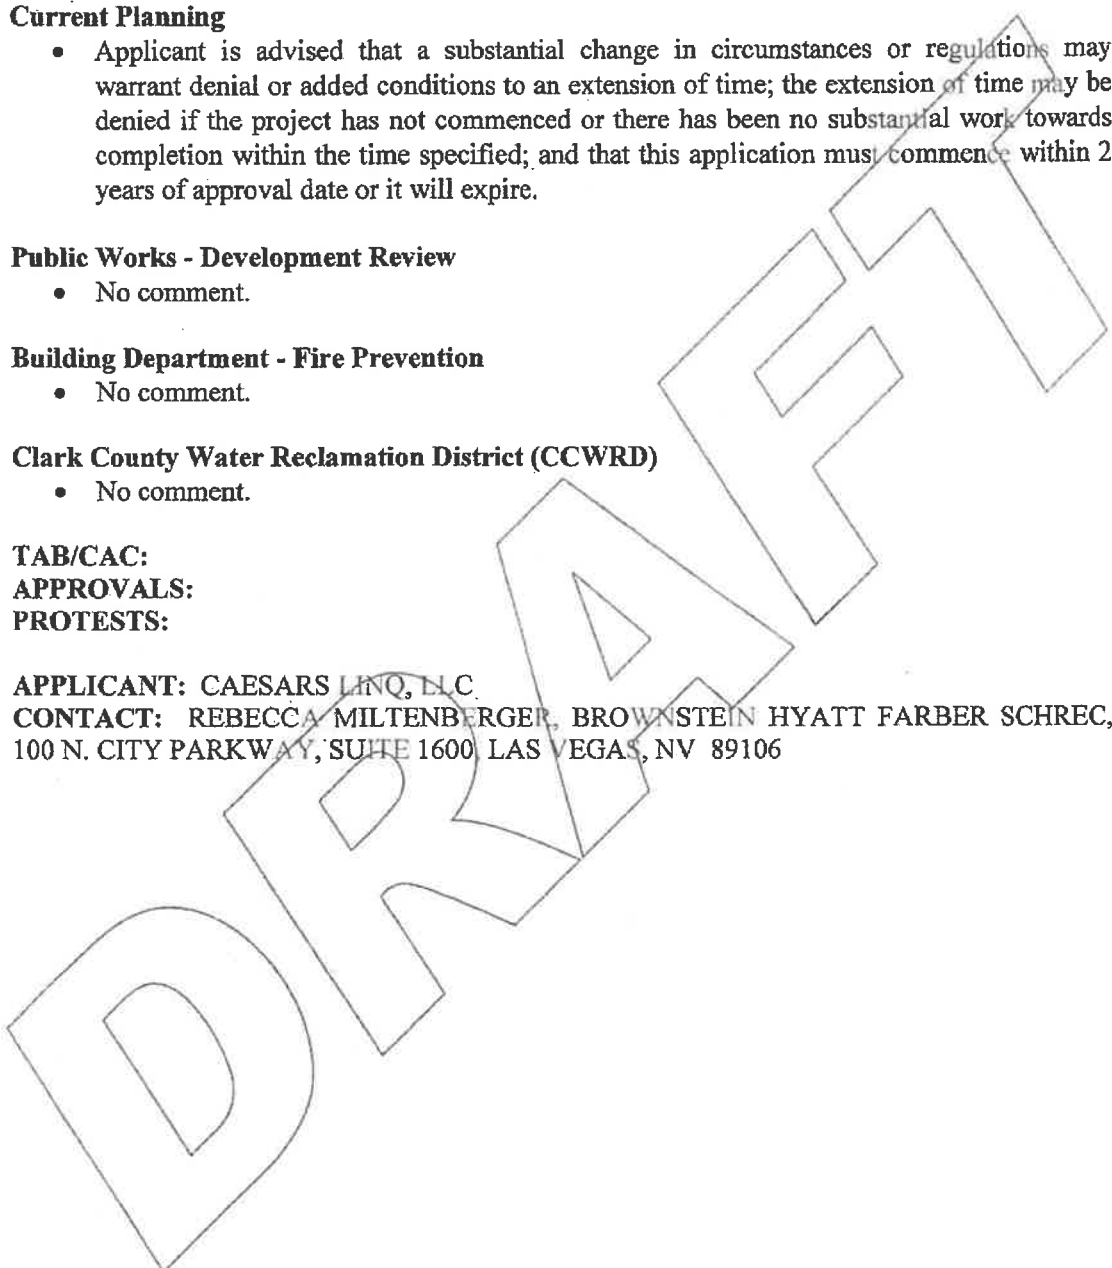 Current Planning
• Applicant is advised that a substantial change in circumstances or regulations may
warrant denial or added conditions to an extension of time; the extension of time may be
denied if the project has not commenced or there has been no substantial work towards
completion within the time specified; and that this application must commence within 2
years of approval date or it will expire.
Public Works - Development Review
• No comment.
Building Department - Fire Prevention
• No comment.
Clark County Water Reclamation District (CCWRD)
• No comment.
TAB/CAC:
APPROVALS:
PROTESTS:
APPLICANT: CAESARS LINQ, LLC
CONTACT: REBECCA MILTENBERGER, BROWNSTEIN HYATT FARBER SCHREC,
100 N. CITY PARKWAY, SUITE 1600, LAS VEGAS, NV 89106
DRAFT